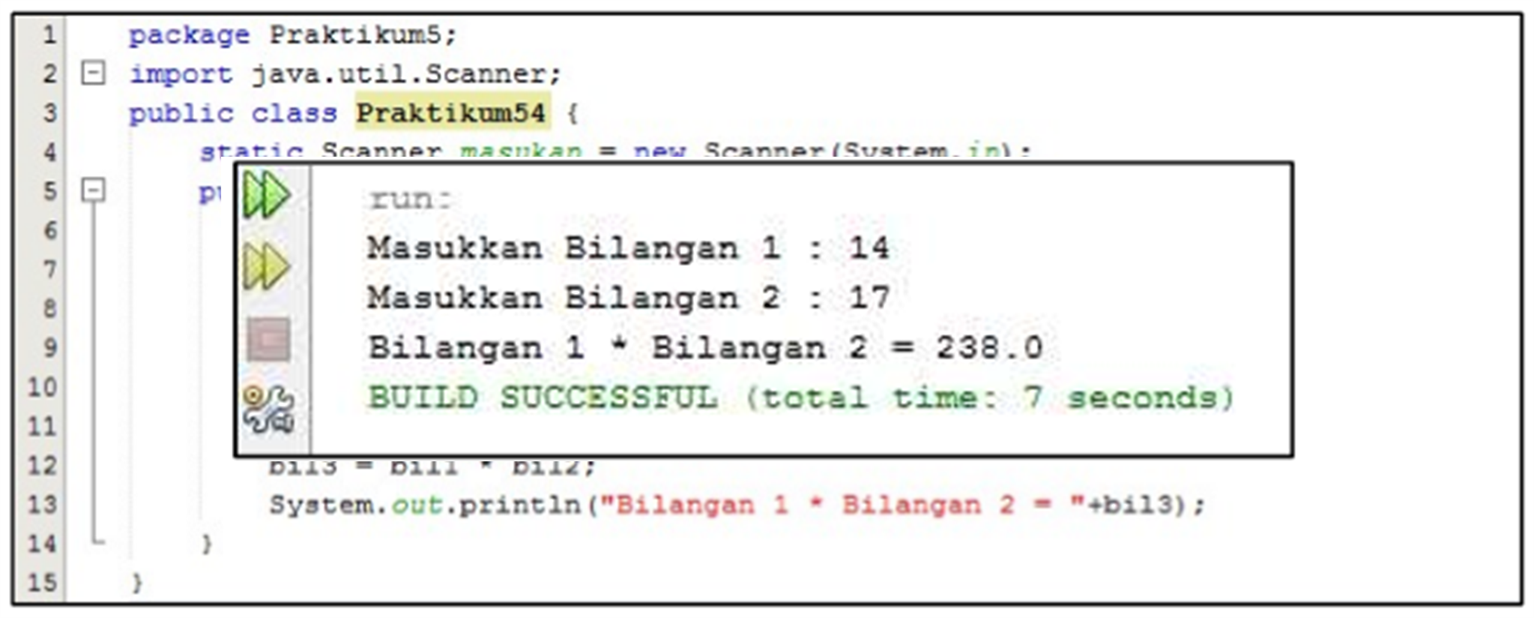 1 package Praktikum5;
2 import java.util.Scanner;
3 public class Praktikum54 {
4 static Scanner masukan = new Scanner(System.in);
5
6
7
8
9
10
11
12 bil3 = bil1 * bil2;
13 System.out.println("Bilangan 1 * Bilangan 2 = "+bil3);
14 }
15 }
run:
Masukkan Bilangan 1 : 14
Masukkan Bilangan 2 : 17
Bilangan 1 * Bilangan 2 = 238.0
BUILD SUCCESSFUL (total time: 7 seconds)